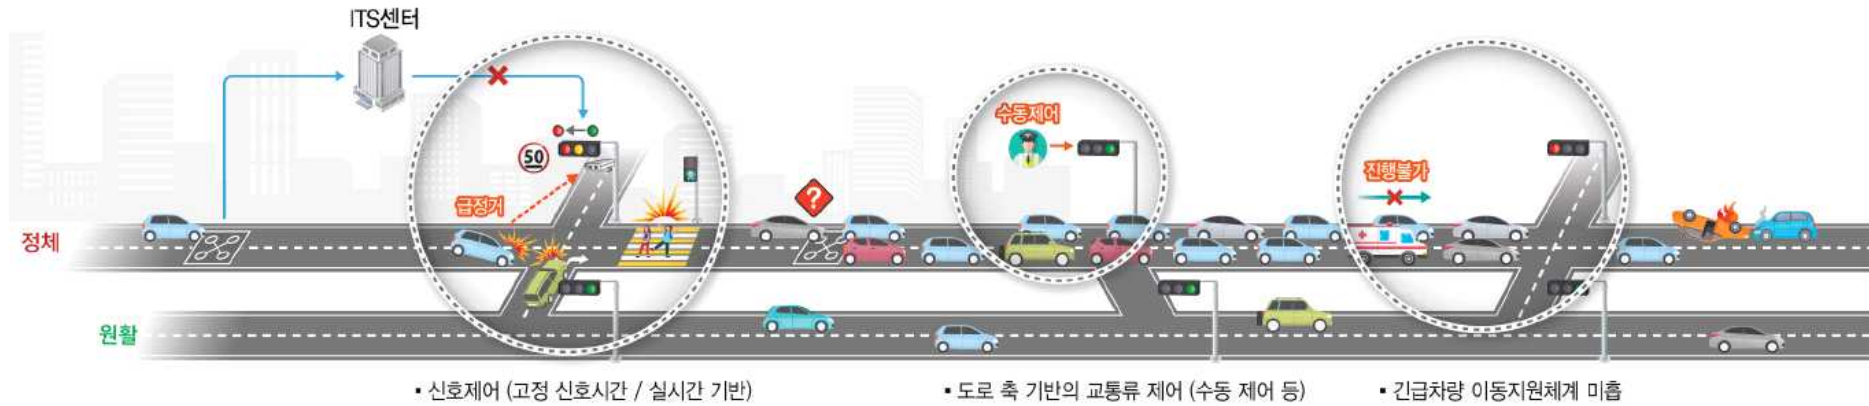 ITS센터
50
급정거
수동제어
?
진행불가
정체
원활
▪ 신호제어 (고정 신호시간 / 실시간 기반)
▪ 도로 축 기반의 교통류 제어 (수동 제어 등)
▪ 긴급차량 이동지원체계 미흡